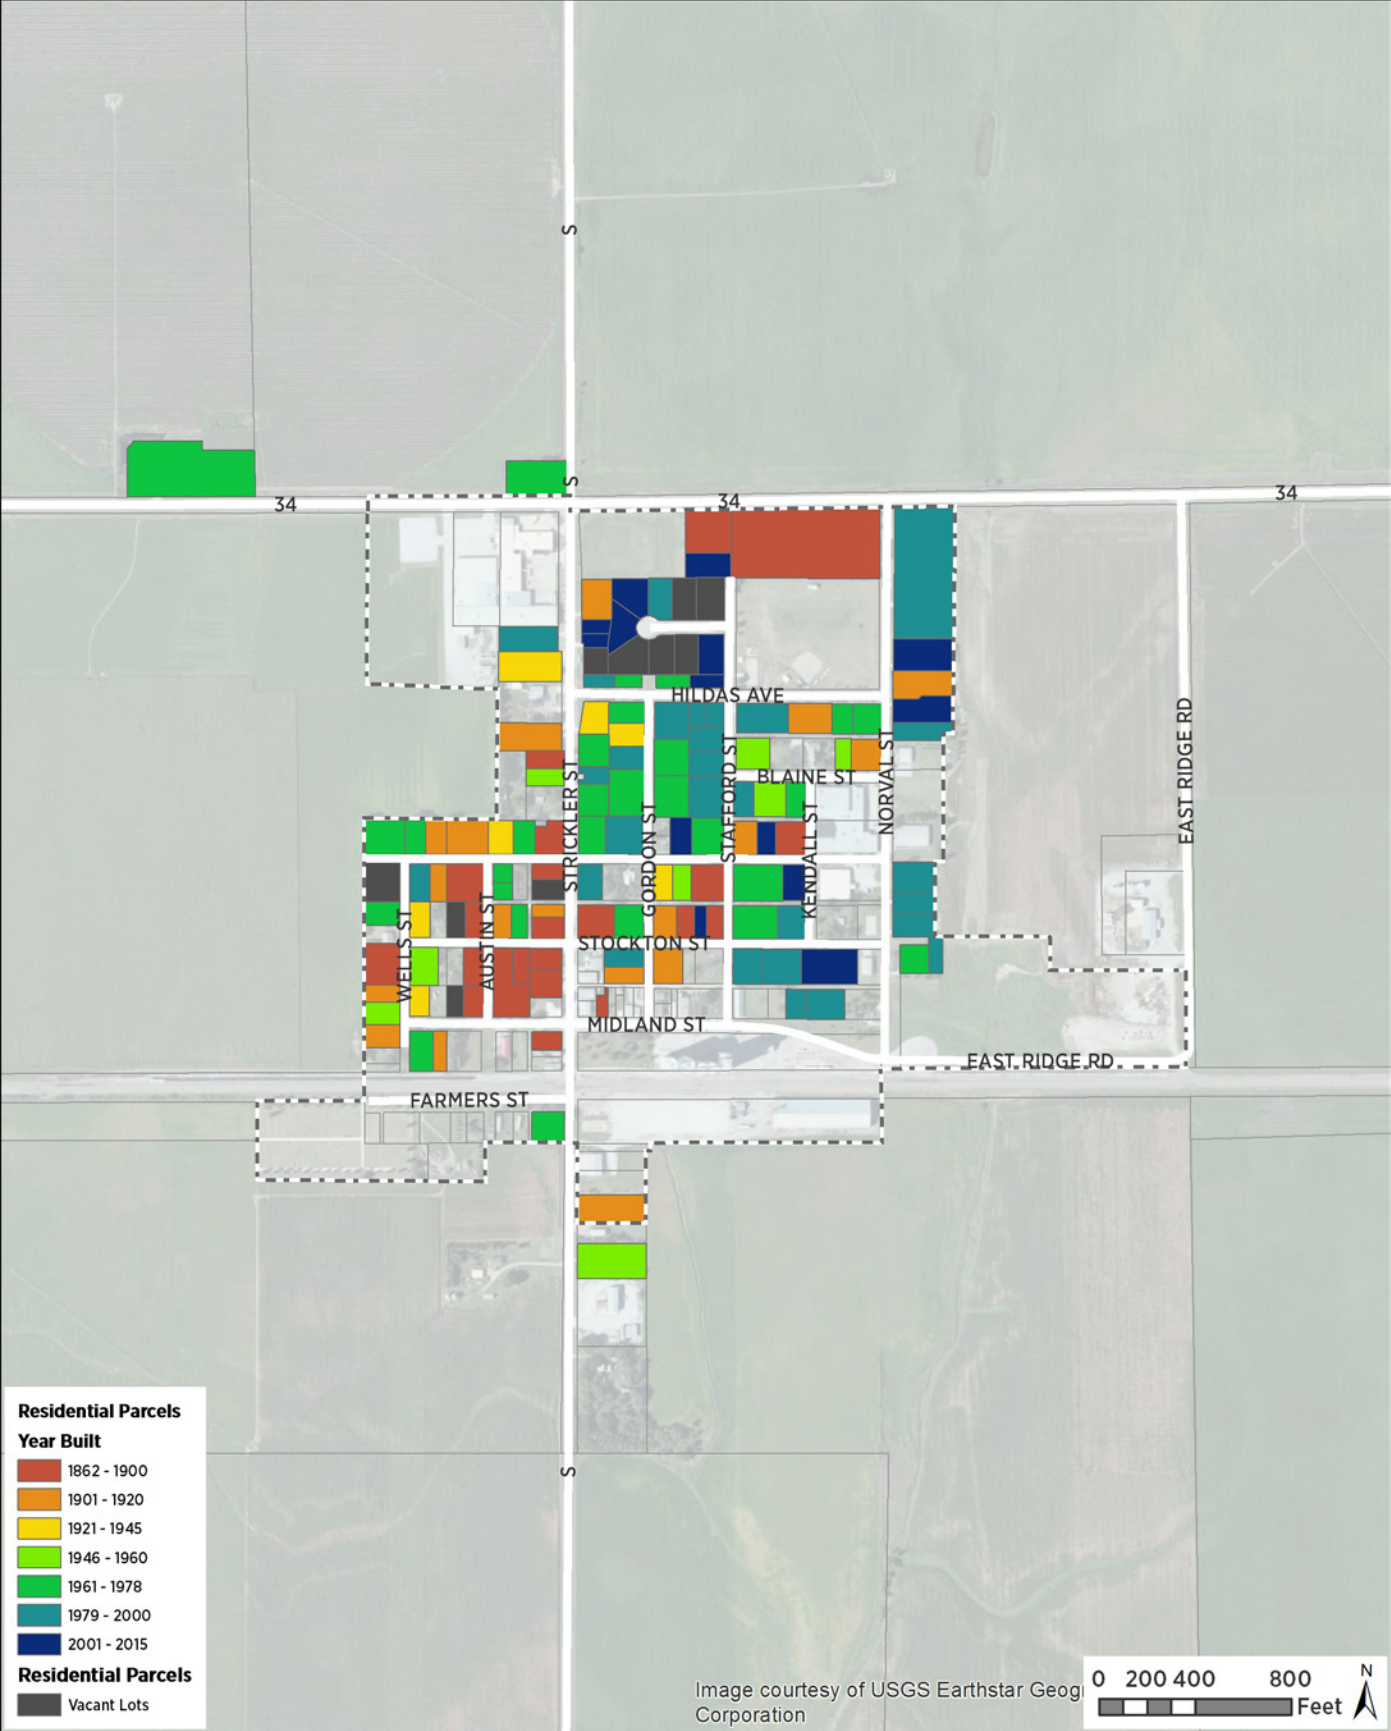 S
S
34
34
34
HILDAS AVE
BLAINE ST
STRICKLER ST
GORDON ST
STAFFORD ST
KENDALL ST
NORVAL ST
EAST RIDGE RD
WELLS ST
AUSTIN ST
STOCKTON ST
MIDLAND ST
EAST RIDGE RD
FARMERS ST
S
Residential Parcels
Year Built
1862 - 1900
1901 - 1920
1921 - 1945
1946 - 1960
1961 - 1978
1979 - 2000
2001 - 2015
Residential Parcels
Vacant Lots
Image courtesy of USGS Earthstar Geogr
Corporation
0 200 400 800
Feet
N